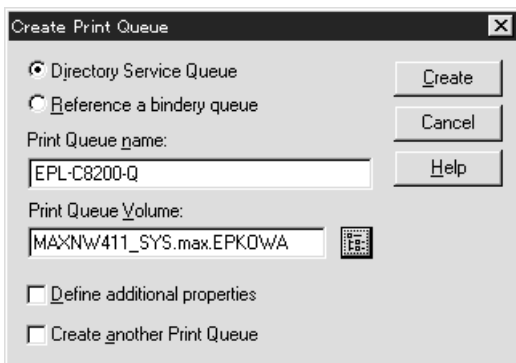 Create Print Queue
Directory Service Queue
Reference a bindery queue
Print Queue name:
EPL-C8200-Q
Print Queue Volume:
MAXNW411_SYS.max.EPKOWA
Define additional properties
Create another Print Queue
Create
Cancel
Help